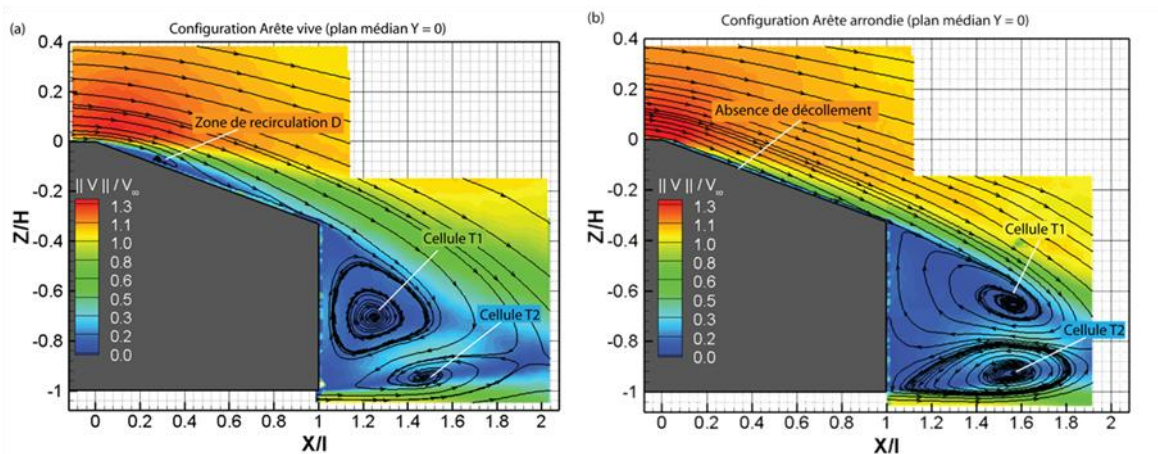 (a)
Configuration Arête vive (plan médian Y = 0)
0.4
0.2
0
-0.2
-0.4
-0.6
-0.8
-1
Z/H
Zone de recirculation D
|| V || / V∞
1.3
1.1
1.0
0.8
0.6
0.5
0.3
0.2
0.0
Cellule T1
Cellule T2
0 0.2 0.4 0.6 0.8 1 1.2 1.4 1.6 1.8 2
X/l
(b)
Configuration Arête arrondie (plan médian Y = 0)
0.4
0.2
0
-0.2
-0.4
-0.6
-0.8
-1
Z/H
Absence de décollement
|| V || / V∞
1.3
1.1
1.0
0.8
0.6
0.5
0.3
0.2
0.0
Cellule T1
Cellule T2
0 0.2 0.4 0.6 0.8 1 1.2 1.4 1.6 1.8 2
X/l